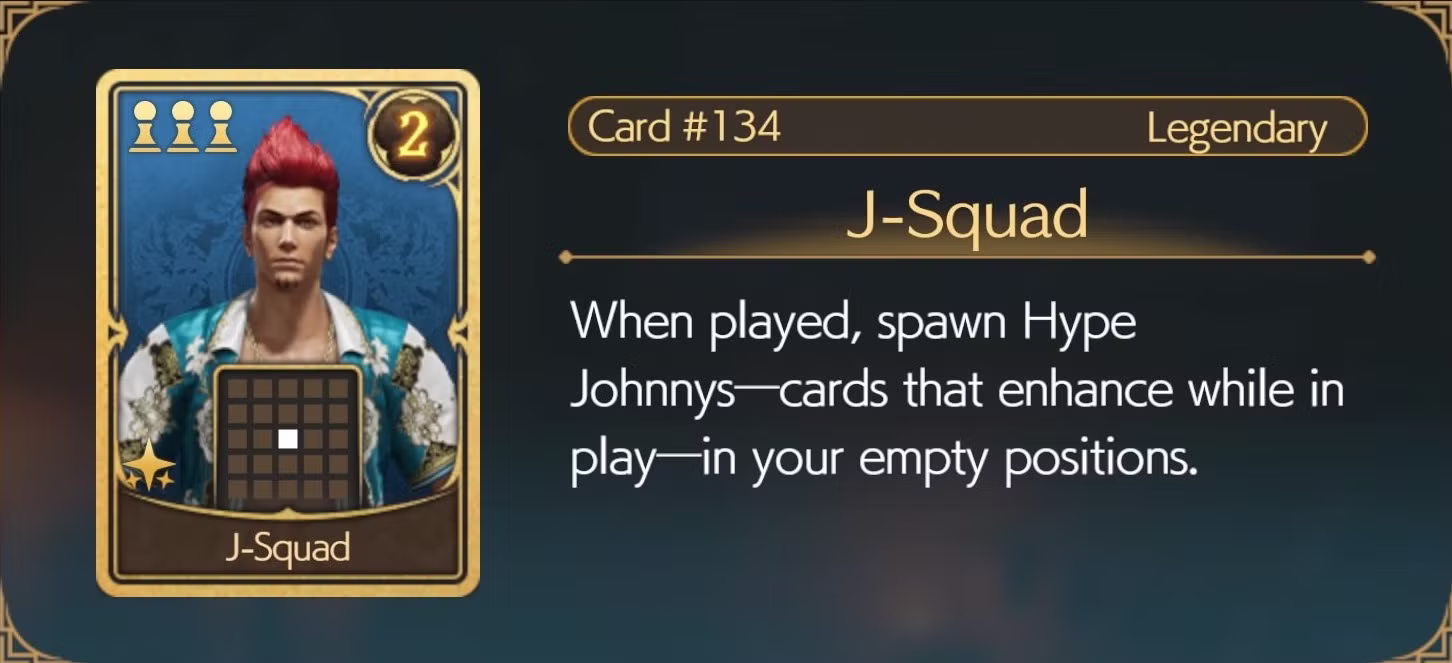 2
J-Squad
Card #134 Legendary
J-Squad
When played, spawn Hype
Johnnys—cards that enhance while in
play—in your empty positions.